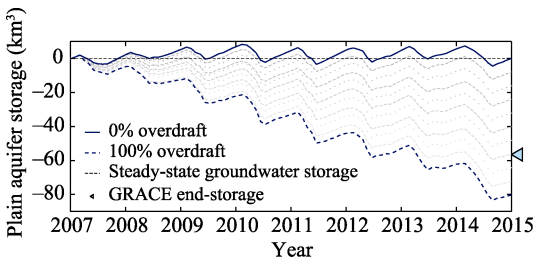 Plain aquifer storage (km³)
0
−20
−40
−60
−80
0% overdraft
100% overdraft
Steady-state groundwater storage
GRACE end-storage
2007 2008 2009 2010 2011 2012 2013 2014 2015
Year